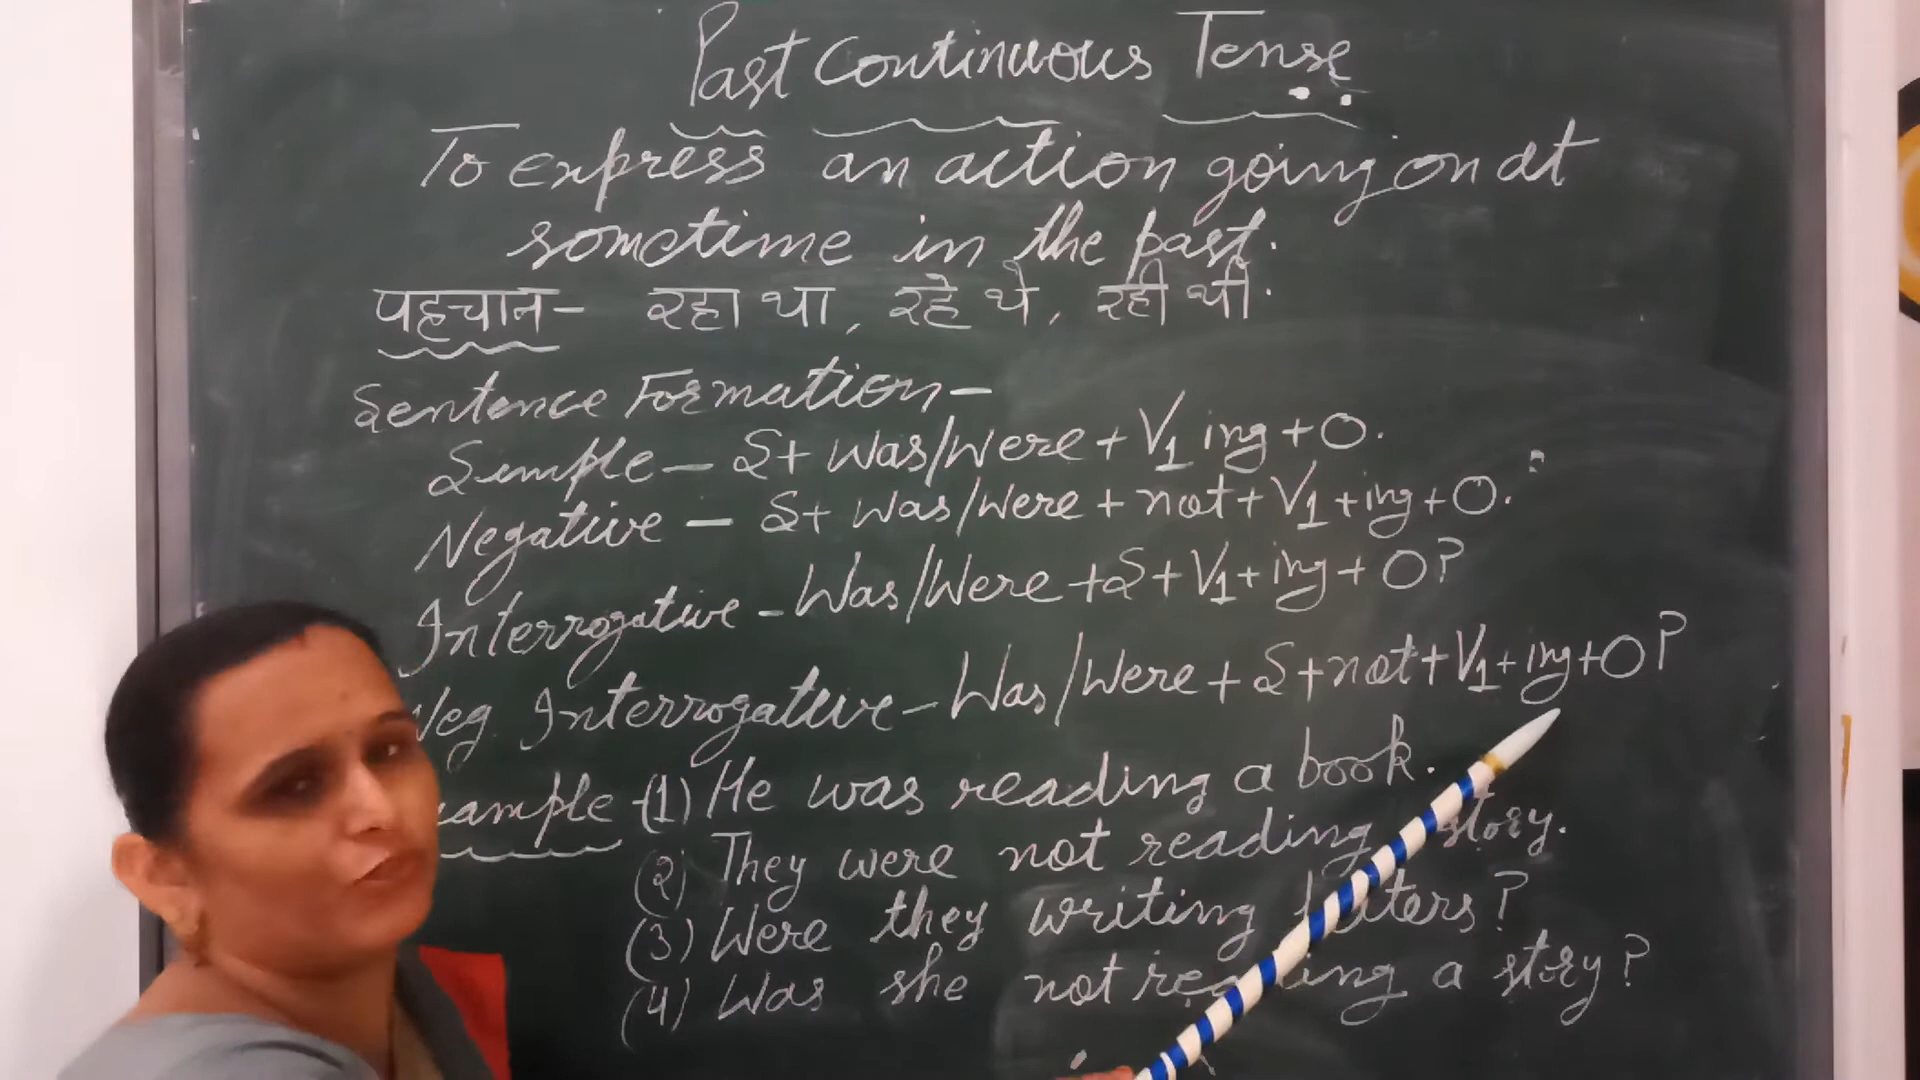 Past Continuous Tense
To express an action going on at
sometime in the past.
पहचान- रहा था, रहे थे, रही थी.
Sentence Formation-
Simple - S+ Was/Were + V1 ing + O.
Negative - S+ Was/Were + not + V1 + ing + O.
Interrogative - Was/Were + S + V1 + ing + O?
Neg. Interrogative - Was/Were + S + not + V1 + ing + O?
ample - (1) He was reading a book.
(2) They were not reading story.
(3) Were they writing letters?
(4) Was she not reading a story?